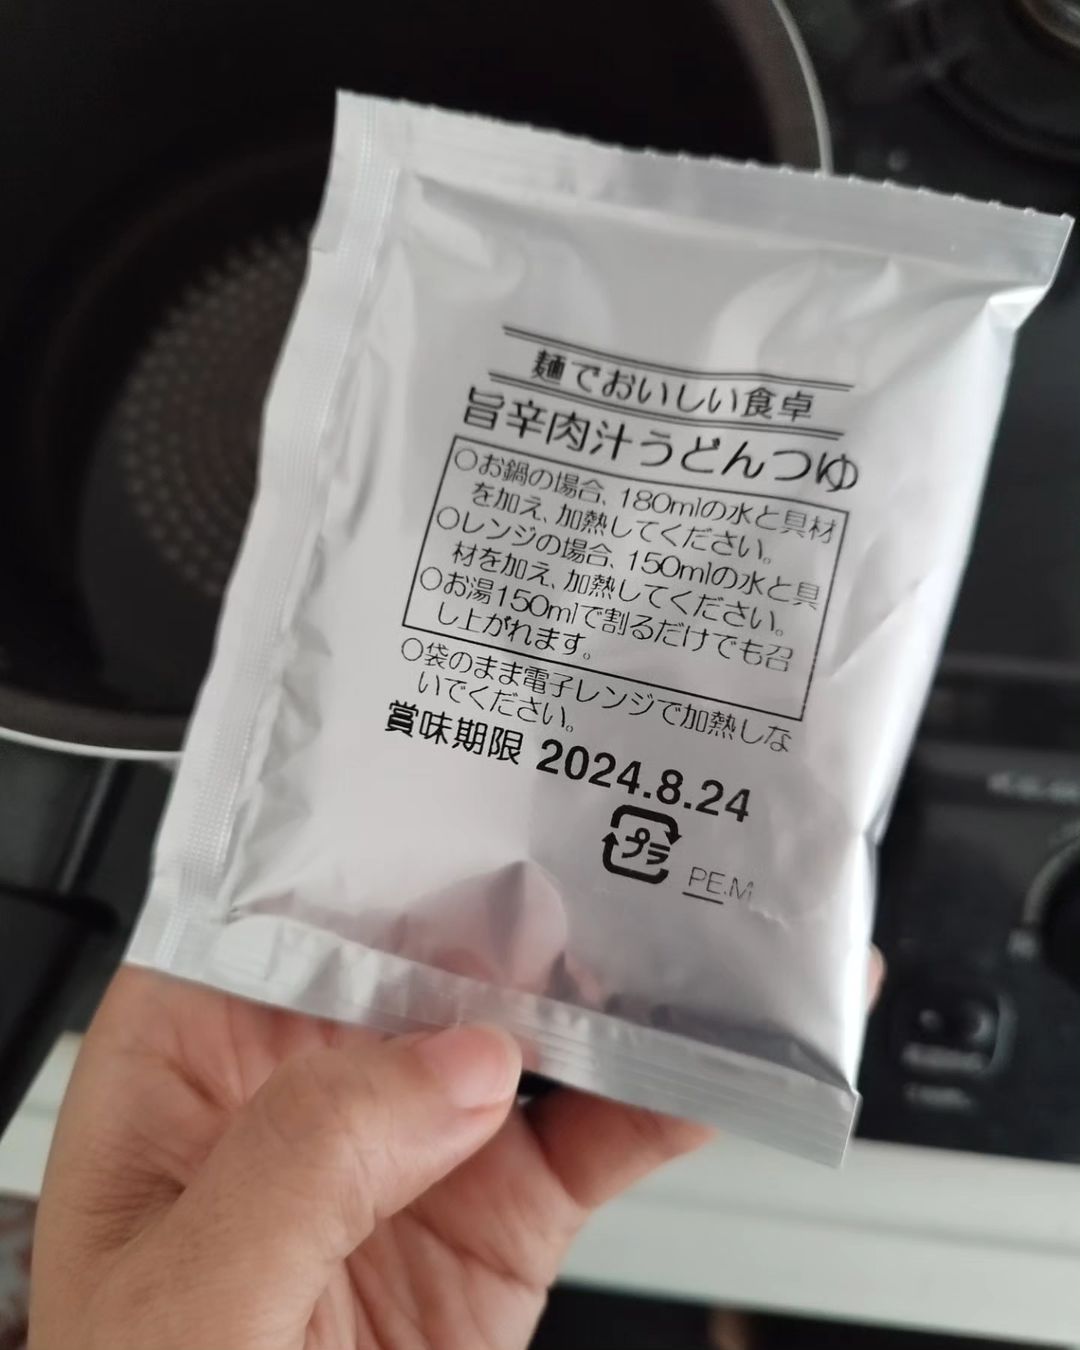 麺でおいしい食卓
旨辛肉汁うどんつゆ
○お鍋の場合、180mlの水と具材
を加え、加熱してください。
○レンジの場合、150mlの水と具
材を加え、加熱してください。
○お湯150mlで割るだけでも召
し上がれます。
○袋のまま電子レンジで加熱しな
いでください。
賞味期限 2024.8.24
プラ
PE.M